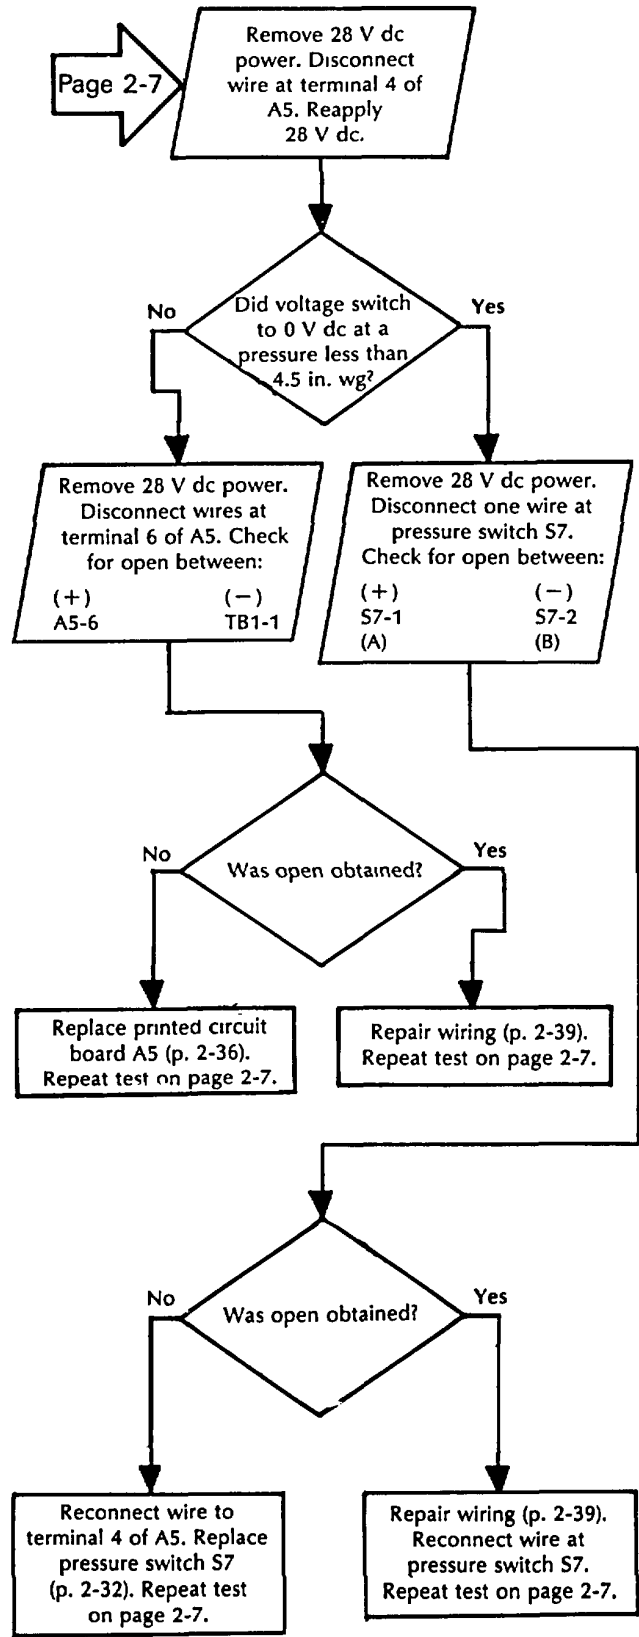 Page 2-7
Remove 28 V dc
power. Disconnect
wire at terminal 4 of
A5. Reapply
28 V dc.
No
Did voltage switch
to 0 V dc at a
pressure less than
4.5 in. wg?
Yes
Remove 28 V dc power.
Disconnect wires at
terminal 6 of A5. Check
for open between:
(+) (−)
A5-6 TB1-1
Remove 28 V dc power.
Disconnect one wire at
pressure switch S7.
Check for open between:
(+) (−)
S7-1 S7-2
(A) (B)
No
Was open obtained?
Yes
Replace printed circuit
board A5 (p. 2-36).
Repeat test on page 2-7.
Repair wiring (p. 2-39).
Repeat test on page 2-7.
No
Was open obtained?
Yes
Reconnect wire to
terminal 4 of A5. Replace
pressure switch S7
(p. 2-32). Repeat test
on page 2-7.
Repair wiring (p. 2-39).
Reconnect wire at
pressure switch S7.
Repeat test on page 2-7.